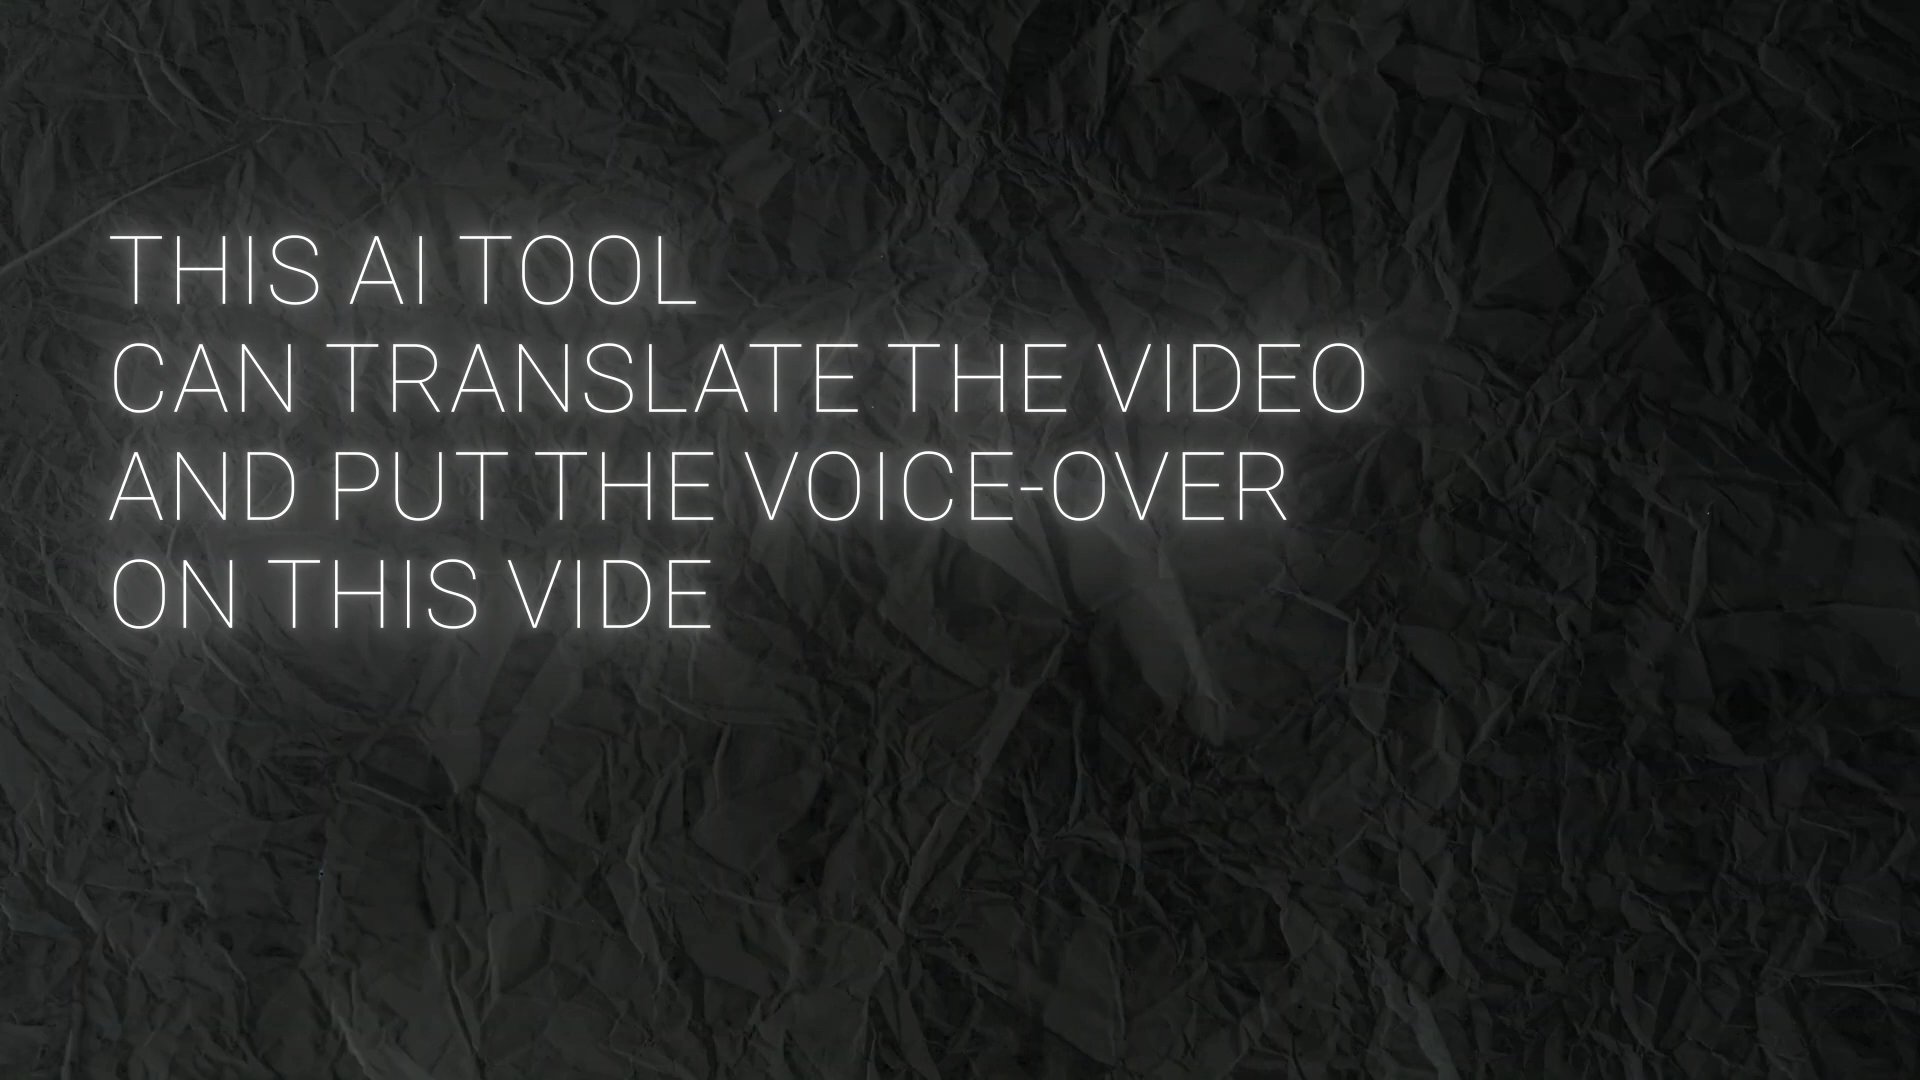 THIS AI TOOL
CAN TRANSLATE THE VIDEO
AND PUT THE VOICE-OVER
ON THIS VIDE